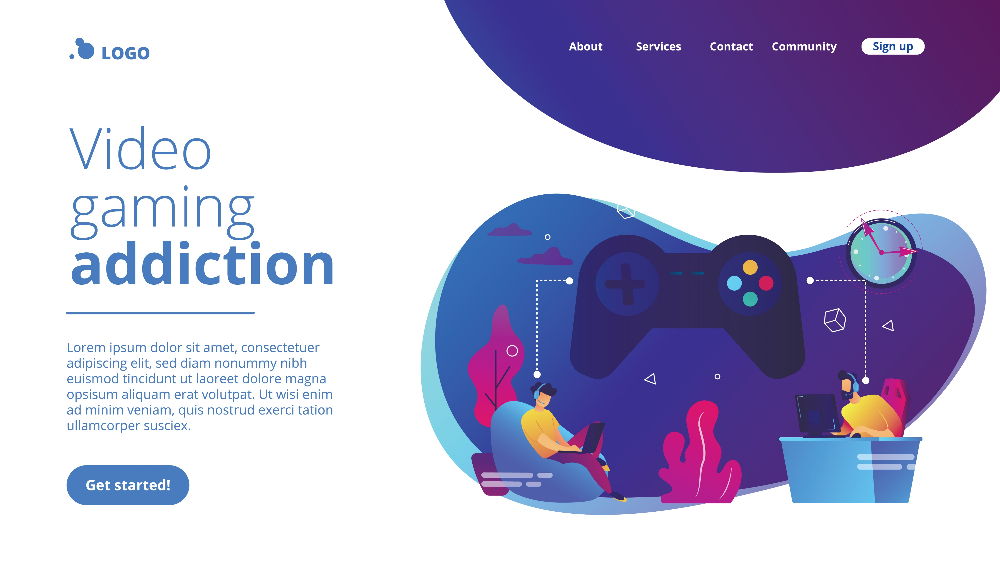 LOGO
About
Services
Contact
Community
Sign up
Video
gaming
addiction
Lorem ipsum dolor sit amet, consectetuer
adipiscing elit, sed diam nonummy nibh
euismod tincidunt ut laoreet dolore magna
opsisum aliquam erat volutpat. Ut wisi enim
ad minim veniam, quis nostrud exerci tation
ullamcorper susciex.
Get started!